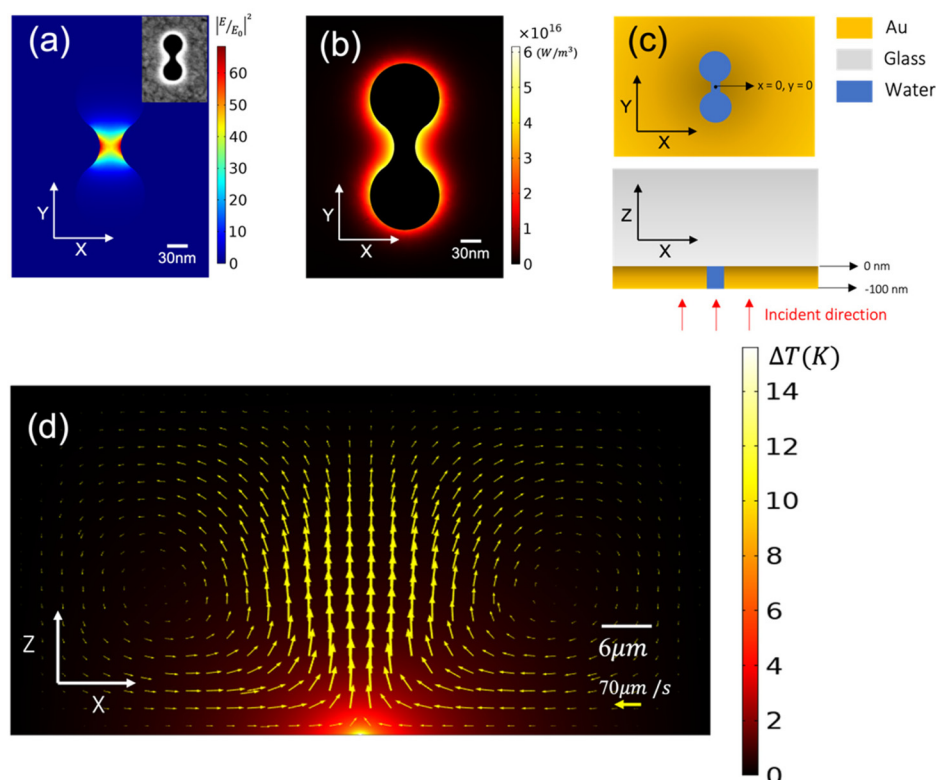 (a)
|E/E₀|²
60
50
40
30
20
10
0
Y
X
30nm
(b)
×10¹⁶
(W/m³)
6
5
4
3
2
1
0
30nm
(c)
Y
X
x = 0, y = 0
Au
Glass
Water
Z
X
0 nm
-100 nm
Incident direction
(d)
Z
X
6μm
70μm /s
ΔT(K)
14
12
10
8
6
4
2
0